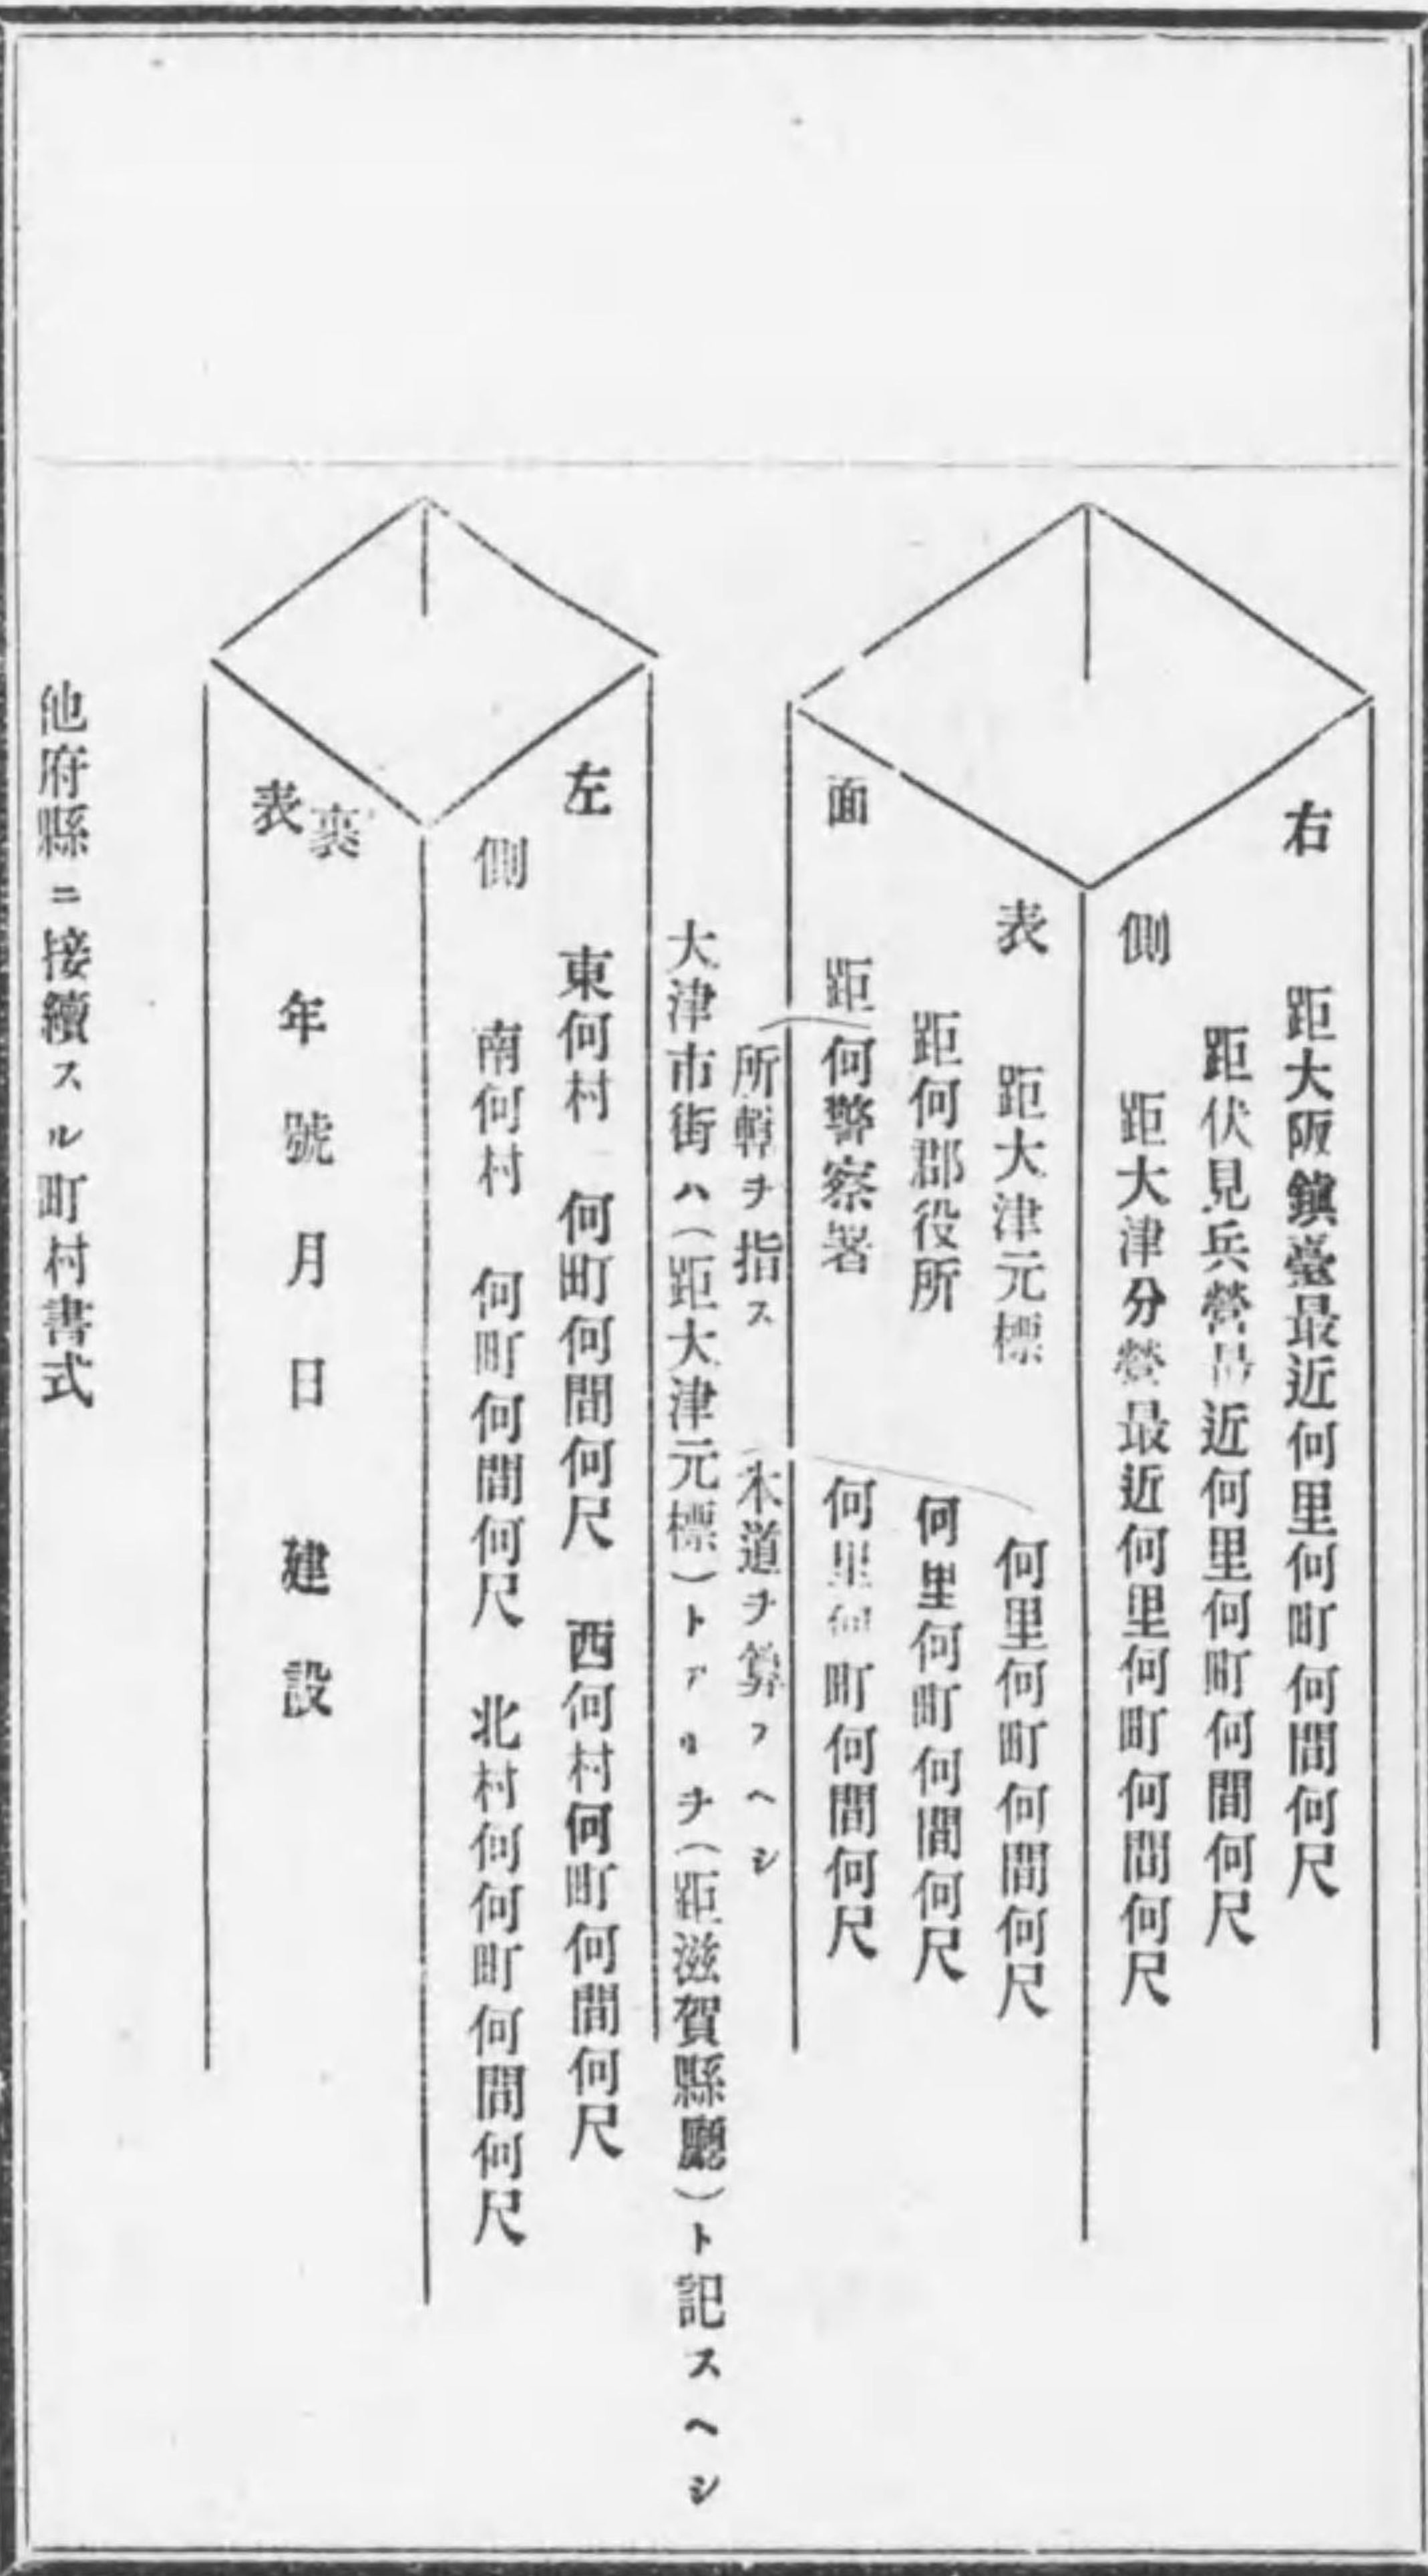 右側
距大阪鎭臺最近何里何町何間何尺
距伏見兵營最近何里何町何間何尺
距大津分營最近何里何町何間何尺
表面
距大津元標 何里何町何間何尺
距何郡役所 何里何町何間何尺
距何警察署 何里何町何間何尺
所轄ヲ指ス 本道ヲ算フヘシ
大津市街ハ(距大津元標)トアルヲ(距滋賀縣廳)ト記スヘシ
左側
東何村 何町何間何尺 西何村何町何間何尺
南何村 何町何間何尺 北村何何町何間何尺
裏表
年號月日 建設
他府縣ニ接續スル町村書式